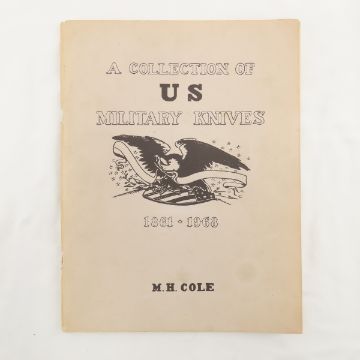 A COLLECTION OF
US
MILITARY KNIVES
1861-1968
M.H. COLE